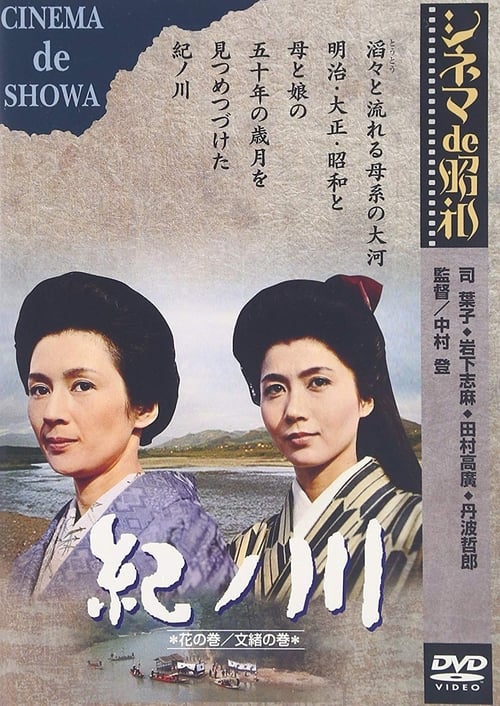 CINEMA
de
SHOWA
シネマde昭和
滔々と流れる母系の大河
とうとう
明治・大正・昭和と
母と娘の
五十年の歳月を
見つめつづけた
紀ノ川
司 葉子◆岩下志麻◆田村高廣◆丹波哲郎
監督/中村 登
紀ノ川
*花の巻/文緒の巻*
DVD
VIDEO